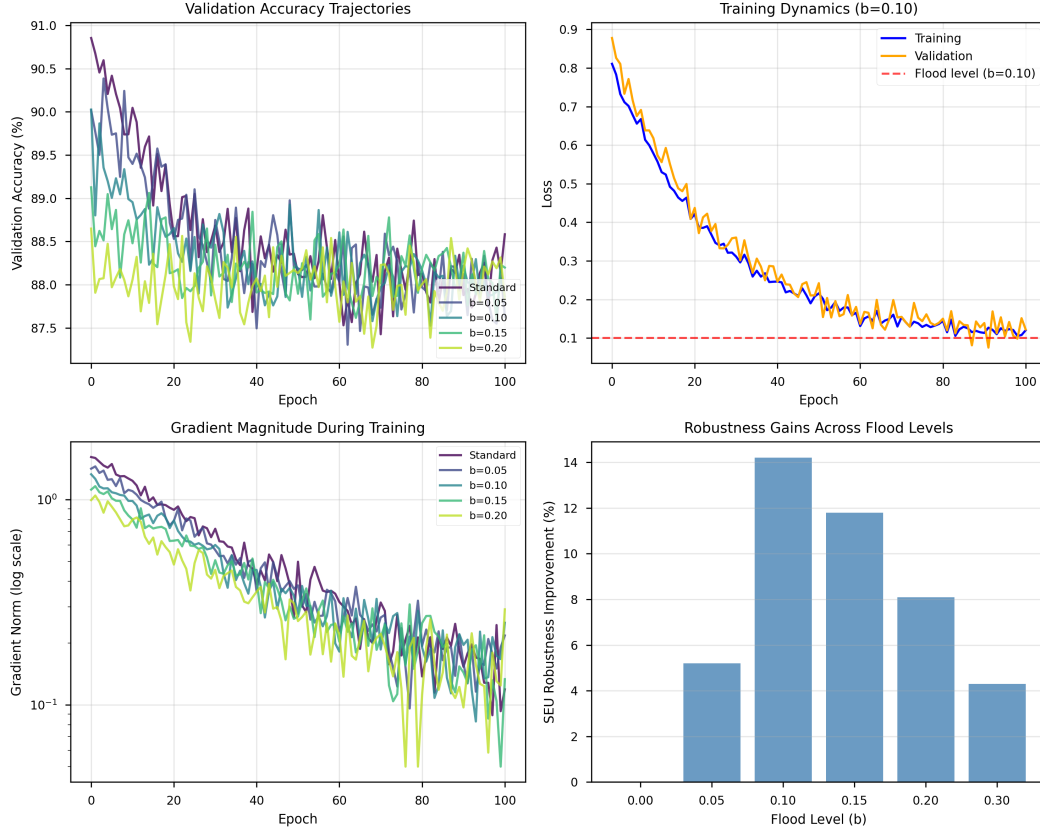 Validation Accuracy Trajectories
91.0
90.5
90.0
89.5
89.0
88.5
88.0
87.5
Validation Accuracy (%)
0 20 40 60 80 100
Epoch
Standard
b=0.05
b=0.10
b=0.15
b=0.20
Training Dynamics (b=0.10)
0.9
0.8
0.7
0.6
0.5
0.4
0.3
0.2
0.1
Loss
0 20 40 60 80 100
Epoch
Training
Validation
Flood level (b=0.10)
Gradient Magnitude During Training
10⁰
10⁻¹
Gradient Norm (log scale)
0 20 40 60 80 100
Epoch
Standard
b=0.05
b=0.10
b=0.15
b=0.20
Robustness Gains Across Flood Levels
14
12
10
8
6
4
2
0
SEU Robustness Improvement (%)
0.00 0.05 0.10 0.15 0.20 0.30
Flood Level (b)